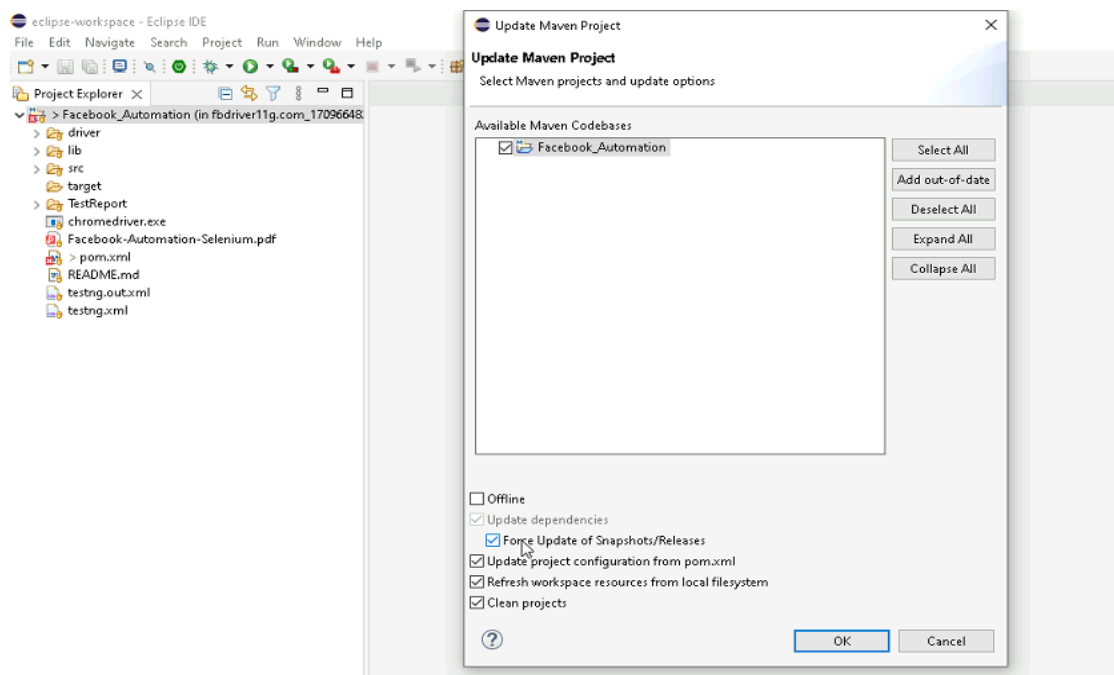 eclipse-workspace - Eclipse IDE
File Edit Navigate Search Project Run Window Help
Project Explorer
> Facebook_Automation (in fbdriver11g.com_170966482
driver
lib
src
target
TestReport
chromedriver.exe
Facebook-Automation-Selenium.pdf
> pom.xml
README.md
testng.out.xml
testng.xml
Update Maven Project
Update Maven Project
Select Maven projects and update options
Available Maven Codebases
Facebook_Automation
Select All
Add out-of-date
Deselect All
Expand All
Collapse All
Offline
Update dependencies
Force Update of Snapshots/Releases
Update project configuration from pom.xml
Refresh workspace resources from local filesystem
Clean projects
OK Cancel